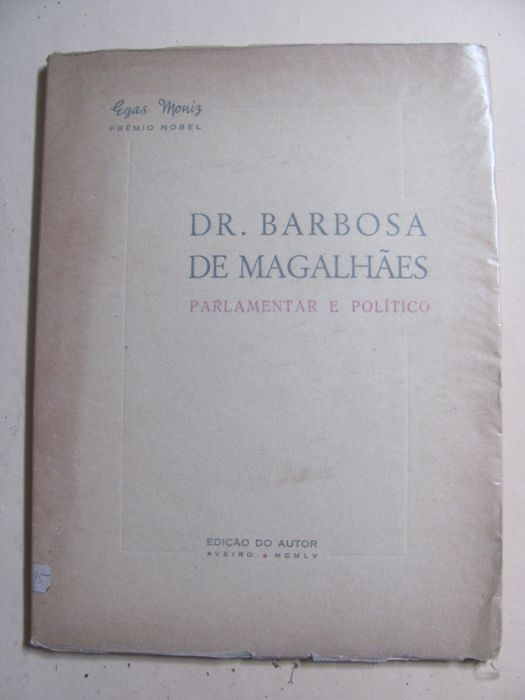 Egas Moniz
PRÉMIO NOBEL
DR. BARBOSA
DE MAGALHÃES
PARLAMENTAR E POLÍTICO
EDIÇÃO DO AUTOR
AVEIRO * MCMLV